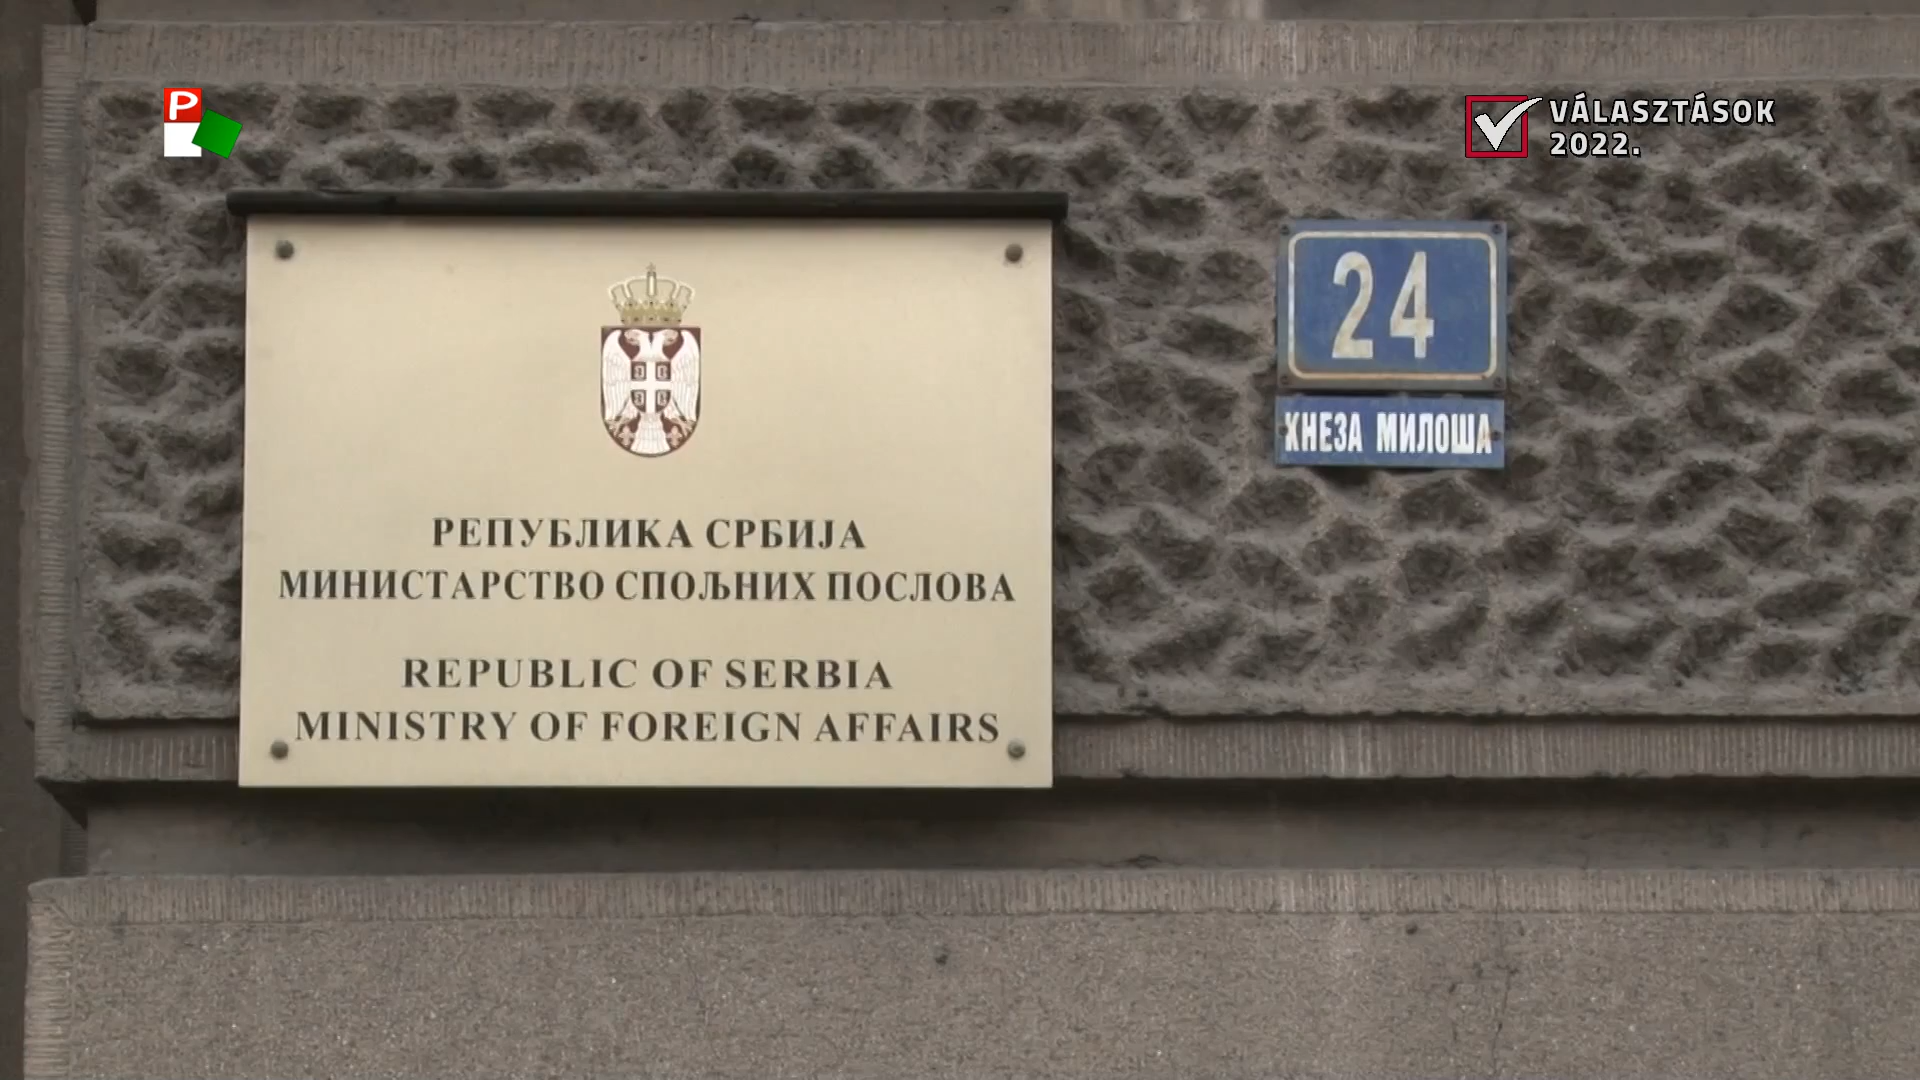 P
VÁLASZTÁSOK
2022.
24
КНЕЗА МИЛОША
РЕПУБЛИКА СРБИЈА
МИНИСТАРСТВО СПОЉНИХ ПОСЛОВА
REPUBLIC OF SERBIA
MINISTRY OF FOREIGN AFFAIRS